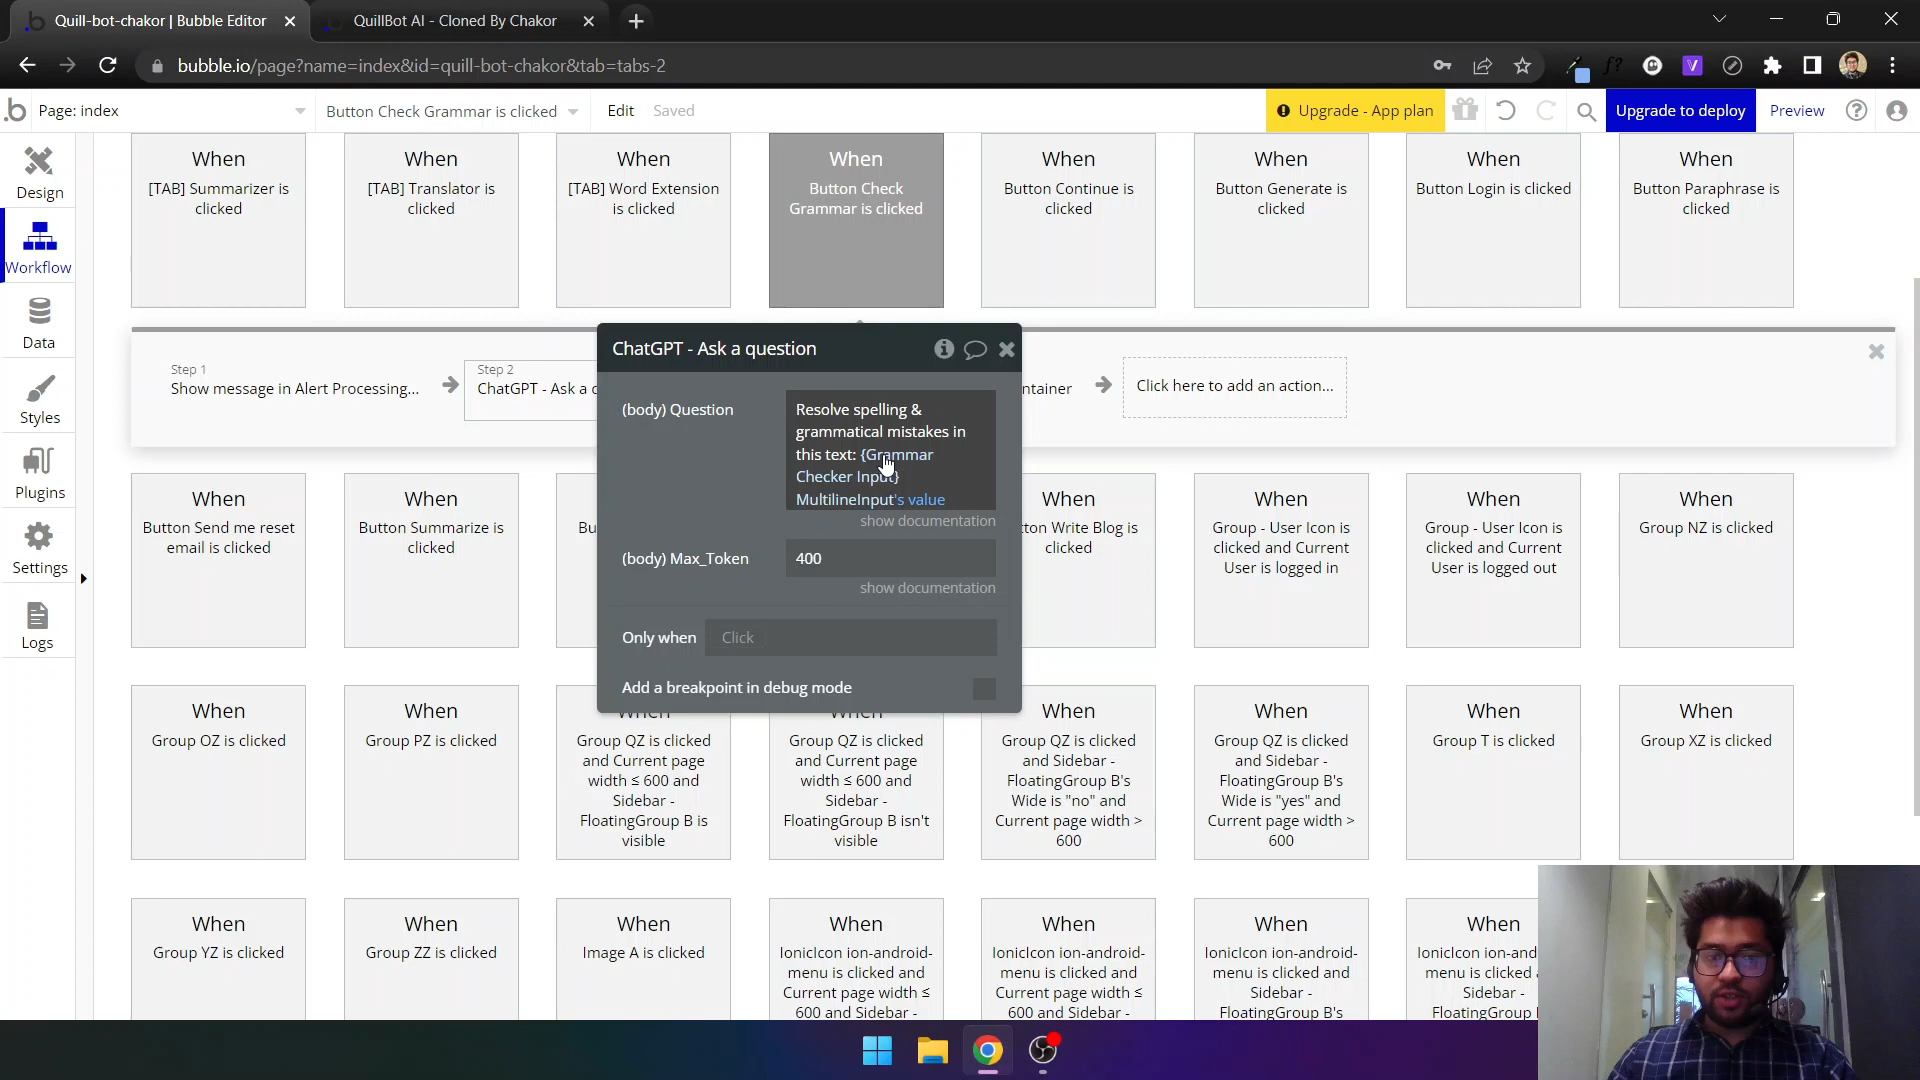 Quill-bot-chakor | Bubble Editor
QuillBot AI - Cloned By Chakor
bubble.io/page?name=index&id=quill-bot-chakor&tab=tabs-2
Page: index
Button Check Grammar is clicked
Edit
Saved
Upgrade - App plan
Upgrade to deploy
Preview
Design
Workflow
Data
Styles
Plugins
Settings
Logs
When
[TAB] Summarizer is
clicked
When
[TAB] Translator is
clicked
When
[TAB] Word Extension
is clicked
When
Button Check
Grammar is clicked
When
Button Continue is
clicked
When
Button Generate is
clicked
When
Button Login is clicked
When
Button Paraphrase is
clicked
Step 1
Show message in Alert Processing...
Step 2
ChatGPT - Ask a
ntainer
Click here to add an action...
ChatGPT - Ask a question
(body) Question
Resolve spelling &
grammatical mistakes in
this text: {Grammar
Checker Input}
MultilineInput's value
show documentation
(body) Max_Token
400
show documentation
Only when
Click
Add a breakpoint in debug mode
Button Send me reset
email is clicked
When
Button Summarize is
clicked
When
Bu
When
ton Write Blog is
clicked
When
Group - User Icon is
clicked and Current
User is logged in
When
Group - User Icon is
clicked and Current
User is logged out
When
Group NZ is clicked
When
Group OZ is clicked
When
Group PZ is clicked
When
Group QZ is clicked
and Current page
width ≤ 600 and
Sidebar -
FloatingGroup B is
visible
When
Group QZ is clicked
and Current page
width ≤ 600 and
Sidebar -
FloatingGroup B isn't
visible
When
Group QZ is clicked
and Sidebar -
FloatingGroup B's
Wide is "no" and
Current page width >
600
When
Group QZ is clicked
and Sidebar -
FloatingGroup B's
Wide is "yes" and
Current page width >
600
When
Group T is clicked
When
Group XZ is clicked
When
Group YZ is clicked
When
Group ZZ is clicked
When
Image A is clicked
When
IonicIcon ion-android-
menu is clicked and
Current page width ≤
600 and Sidebar -
When
IonicIcon ion-android-
menu is clicked and
Current page width ≤
600 and Sidebar -
When
IonicIcon ion-android-
menu is clicked and
Sidebar -
FloatingGroup B's
When
IonicIcon ion-and
menu is clicked
Sidebar -
FloatingGroup